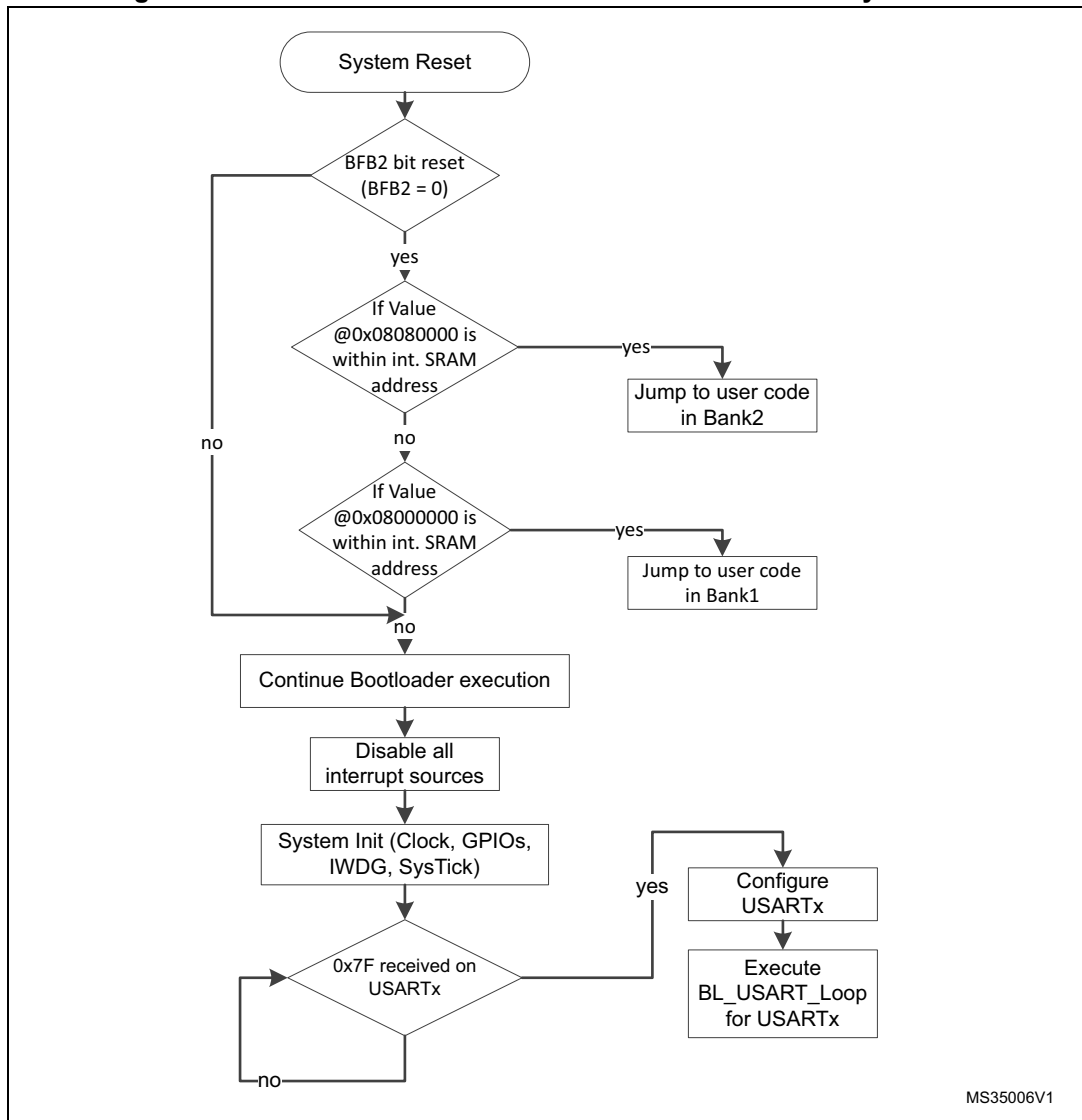 System Reset
BFB2 bit reset
(BFB2 = 0)
yes
If Value
@0x08080000 is
within int. SRAM
address
yes
Jump to user code
in Bank2
no
no
If Value
@0x08000000 is
within int. SRAM
address
yes
Jump to user code
in Bank1
no
Continue Bootloader execution
Disable all
interrupt sources
System Init (Clock, GPIOs,
IWDG, SysTick)
yes
Configure
USARTx
0x7F received on
USARTx
Execute
BL_USART_Loop
for USARTx
no
MS35006V1